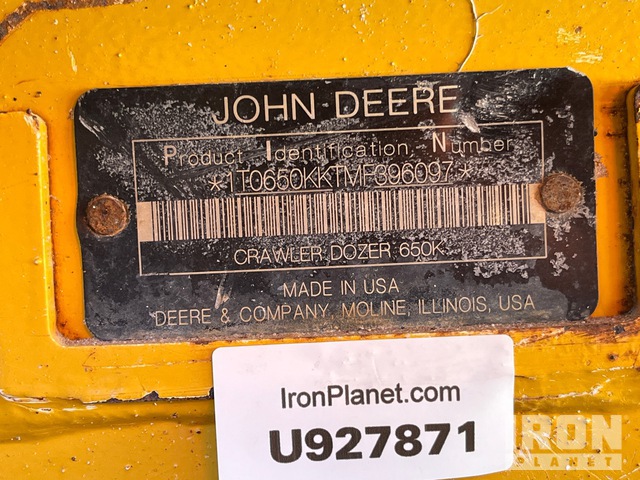 JOHN DEERE
Product Identification Number
*1T0650KKTMF396097*
CRAWLER DOZER 650K
MADE IN USA
DEERE & COMPANY MOLINE, ILLINOIS, USA
IronPlanet.com
U927871
IRON
PLANET